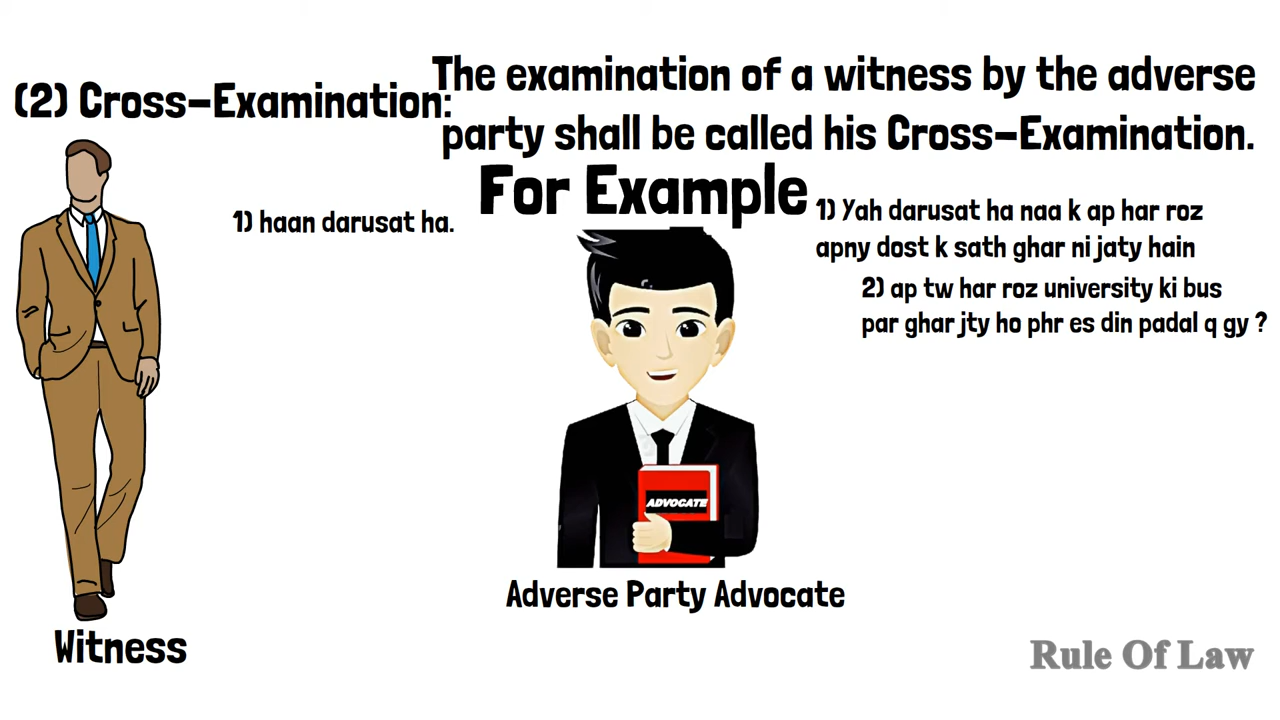 (2) Cross-Examination:
The examination of a witness by the adverse
party shall be called his Cross-Examination.
For Example
1) haan darusat ha.
1) Yah darusat ha naa k ap har roz
apny dost k sath ghar ni jaty hain
2) ap tw har roz university ki bus
par ghar jty ho phr es din padal q gy ?
ADVOCATE
Adverse Party Advocate
Witness
Rule Of Law